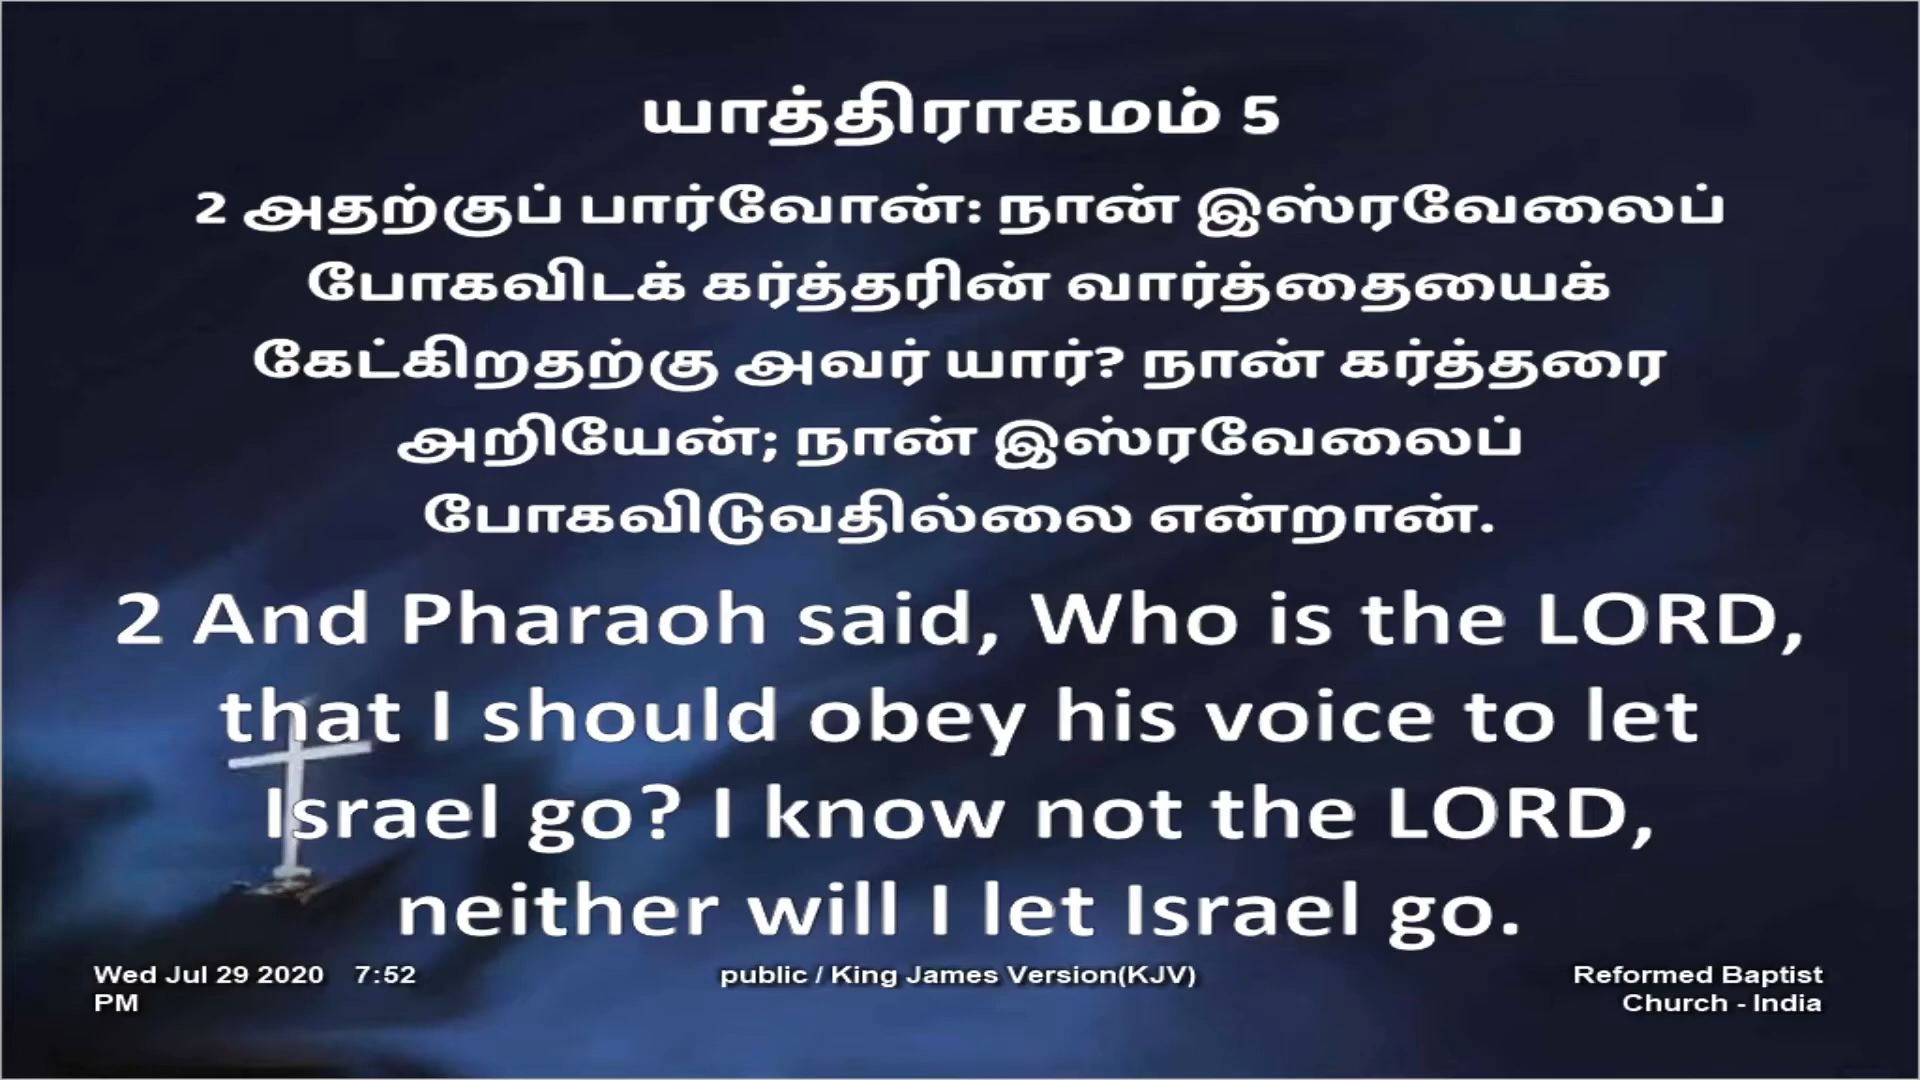 யாத்திராகமம் 5
2 அதற்குப் பார்வோன்: நான் இஸ்ரவேலைப்
போகவிடக் கர்த்தரின் வார்த்தையைக்
கேட்கிறதற்கு அவர் யார்? நான் கர்த்தரை
அறியேன்; நான் இஸ்ரவேலைப்
போகவிடுவதில்லை என்றான்.
2 And Pharaoh said, Who is the LORD,
that I should obey his voice to let
Israel go? I know not the LORD,
neither will I let Israel go.
Wed Jul 29 2020 7:52
PM
public / King James Version(KJV)
Reformed Baptist
Church - India